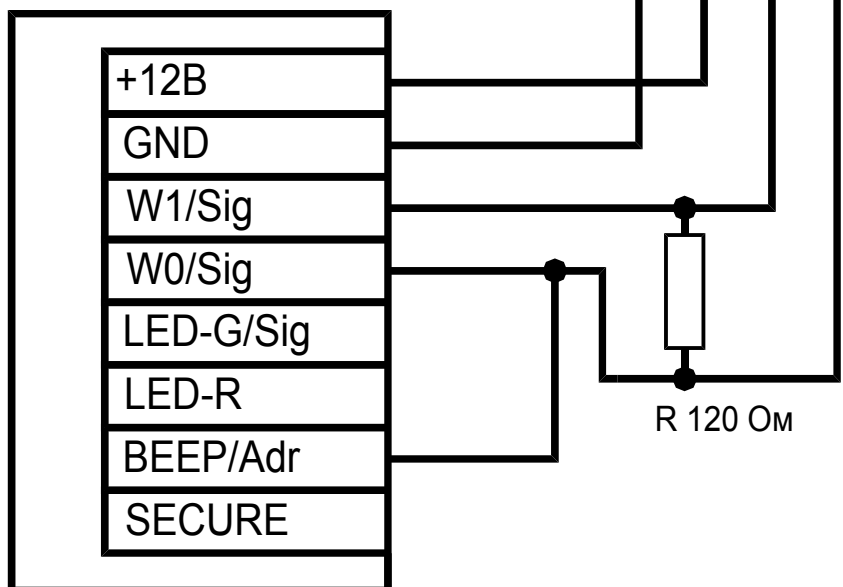 +12В
GND
W1/Sig
W0/Sig
LED-G/Sig
LED-R
BEEP/Adr
SECURE
R 120 Ом